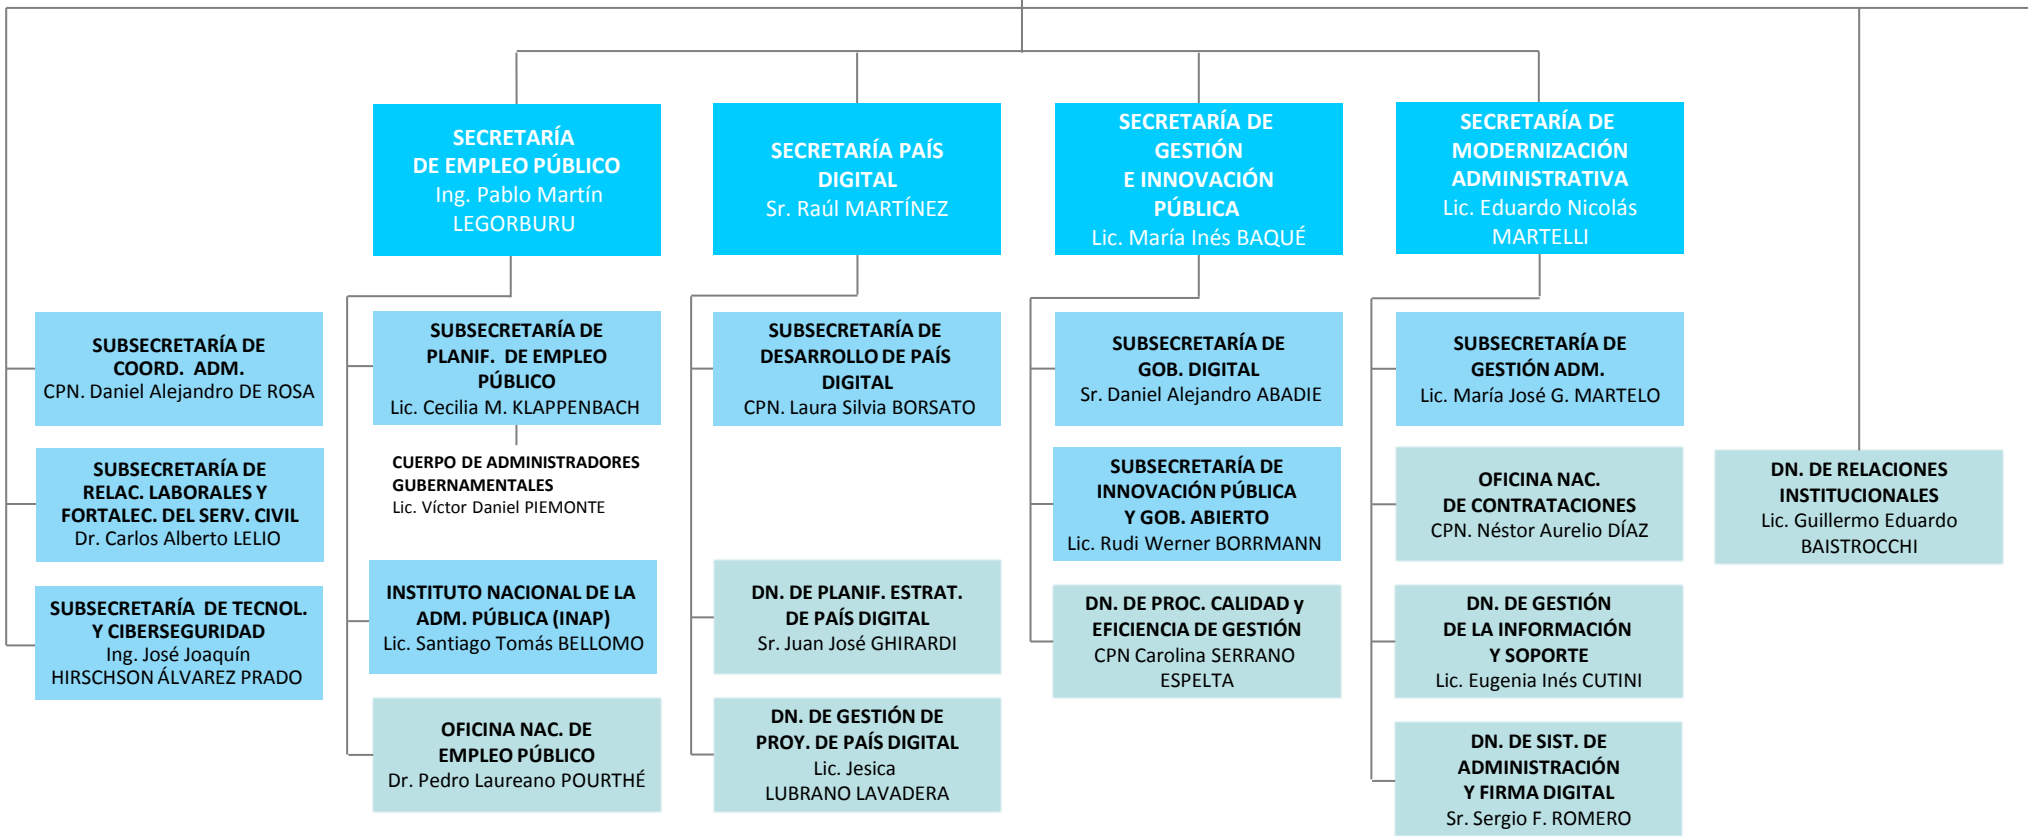 SECRETARÍA
DE EMPLEO PÚBLICO
Ing. Pablo Martín
LEGORBURU
SECRETARÍA PAÍS
DIGITAL
Sr. Raúl MARTÍNEZ
SECRETARÍA DE
GESTIÓN
E INNOVACIÓN
PÚBLICA
Lic. María Inés BAQUÉ
SECRETARÍA DE
MODERNIZACIÓN
ADMINISTRATIVA
Lic. Eduardo Nicolás
MARTELLI
SUBSECRETARÍA DE
COORD. ADM.
CPN. Daniel Alejandro DE ROSA
SUBSECRETARÍA DE
RELAC. LABORALES Y
FORTALEC. DEL SERV. CIVIL
Dr. Carlos Alberto LELIO
SUBSECRETARÍA DE TECNOL.
Y CIBERSEGURIDAD
Ing. José Joaquín
HIRSCHSON ÁLVAREZ PRADO
SUBSECRETARÍA DE
PLANIF. DE EMPLEO
PÚBLICO
Lic. Cecilia M. KLAPPENBACH
CUERPO DE ADMINISTRADORES
GUBERNAMENTALES
Lic. Víctor Daniel PIEMONTE
INSTITUTO NACIONAL DE LA
ADM. PÚBLICA (INAP)
Lic. Santiago Tomás BELLOMO
OFICINA NAC. DE
EMPLEO PÚBLICO
Dr. Pedro Laureano POURTHÉ
SUBSECRETARÍA DE
DESARROLLO DE PAÍS
DIGITAL
CPN. Laura Silvia BORSATO
DN. DE PLANIF. ESTRAT.
DE PAÍS DIGITAL
Sr. Juan José GHIRARDI
DN. DE GESTIÓN DE
PROY. DE PAÍS DIGITAL
Lic. Jesica
LUBRANO LAVADERA
SUBSECRETARÍA DE
GOB. DIGITAL
Sr. Daniel Alejandro ABADIE
SUBSECRETARÍA DE
INNOVACIÓN PÚBLICA
Y GOB. ABIERTO
Lic. Rudi Werner BORRMANN
DN. DE PROC. CALIDAD y
EFICIENCIA DE GESTIÓN
CPN Carolina SERRANO
ESPELTA
SUBSECRETARÍA DE
GESTIÓN ADM.
Lic. María José G. MARTELO
OFICINA NAC.
DE CONTRATACIONES
CPN. Néstor Aurelio DÍAZ
DN. DE GESTIÓN
DE LA INFORMACIÓN
Y SOPORTE
Lic. Eugenia Inés CUTINI
DN. DE SIST. DE
ADMINISTRACIÓN
Y FIRMA DIGITAL
Sr. Sergio F. ROMERO
DN. DE RELACIONES
INSTITUCIONALES
Lic. Guillermo Eduardo
BAISTROCCHI